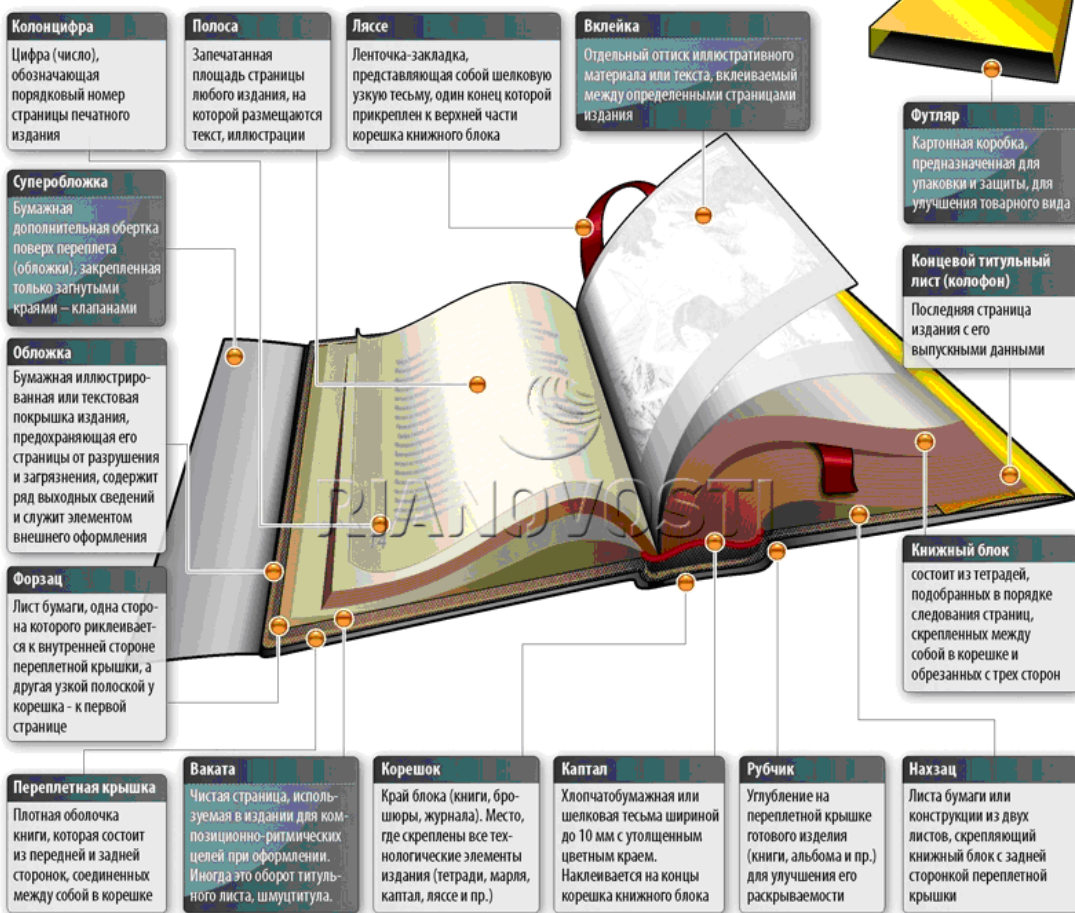 Колонцифра
Цифра (число),
обозначающая
порядковый номер
страницы печатного
издания
Полоса
Запечатанная
площадь страницы
любого издания, на
которой размещаются
текст, иллюстрации
Ляссе
Ленточка-закладка,
представляющая собой шелковую
узкую тесьму, один конец которой
прикреплен к верхней части
корешка книжного блока
Вклейка
Отдельный оттиск иллюстративного
материала или текста, вклеиваемый
между определенными страницами
издания
Футляр
Картонная коробка,
предназначенная для
упаковки и защиты, для
улучшения товарного вида
Суперобложка
Бумажная
дополнительная обертка
поверх переплета
(обложки), закрепленная
только загнутыми
краями – клапанами
Концевой титульный
лист (колофон)
Последняя страница
издания с его
выпускными данными
Обложка
Бумажная иллюстриро-
ванная или текстовая
покрышка издания,
предохраняющая его
страницы от разрушения
и загрязнения, содержит
ряд выходных сведений
и служит элементом
внешнего оформления
RIANOVOSTI
Книжный блок
состоит из тетрадей,
подобранных в порядке
следования страниц,
скрепленных между
собой в корешке и
обрезанных с трех сторон
Форзац
Лист бумаги, одна сторо-
на которого риклеивает-
ся к внутренней стороне
переплетной крышки, а
другая узкой полоской у
корешка - к первой
странице
Переплетная крышка
Плотная оболочка
книги, которая состоит
из передней и задней
сторонок, соединенных
между собой в корешке
Ваката
Чистая страница, исполь-
зуемая в издании для ком-
позиционно-ритмических
целей при оформлении.
Иногда это оборот титуль-
ного листа, шмуцтитула.
Корешок
Край блока (книги, бро-
шюры, журнала). Место,
где скреплены все тех-
нологические элементы
издания (тетради, марля,
каптал, ляссе и пр.)
Каптал
Хлопчатобумажная или
шелковая тесьма шириной
до 10 мм с утолщенным
цветным краем.
Наклеивается на концы
корешка книжного блока
Рубчик
Углубление на
переплетной крышке
готового изделия
(книги, альбома и пр.)
для улучшения его
раскрываемости
Нахзац
Листа бумаги или
конструкции из двух
листов, скрепляющий
книжный блок с задней
сторонкой переплетной
крышки